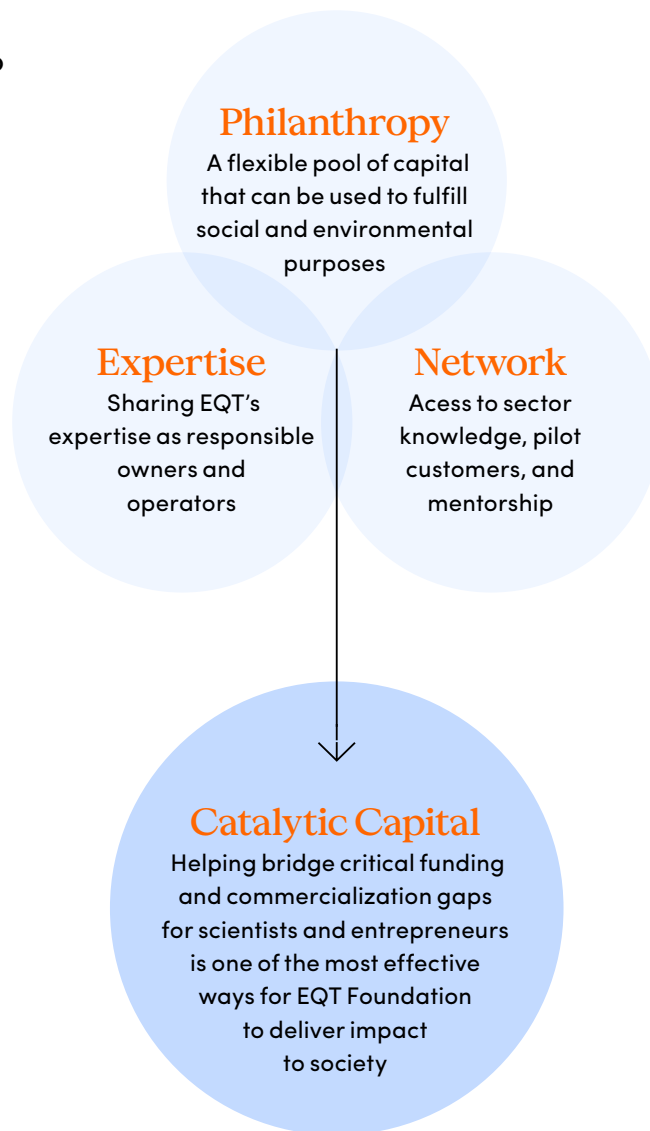 Philanthropy
A flexible pool of capital
that can be used to fulfill
social and environmental
purposes
Expertise
Sharing EQT’s
expertise as responsible
owners and
operators
Network
Acess to sector
knowledge, pilot
customers, and
mentorship
Catalytic Capital
Helping bridge critical funding
and commercialization gaps
for scientists and entrepreneurs
is one of the most effective
ways for EQT Foundation
to deliver impact
to society